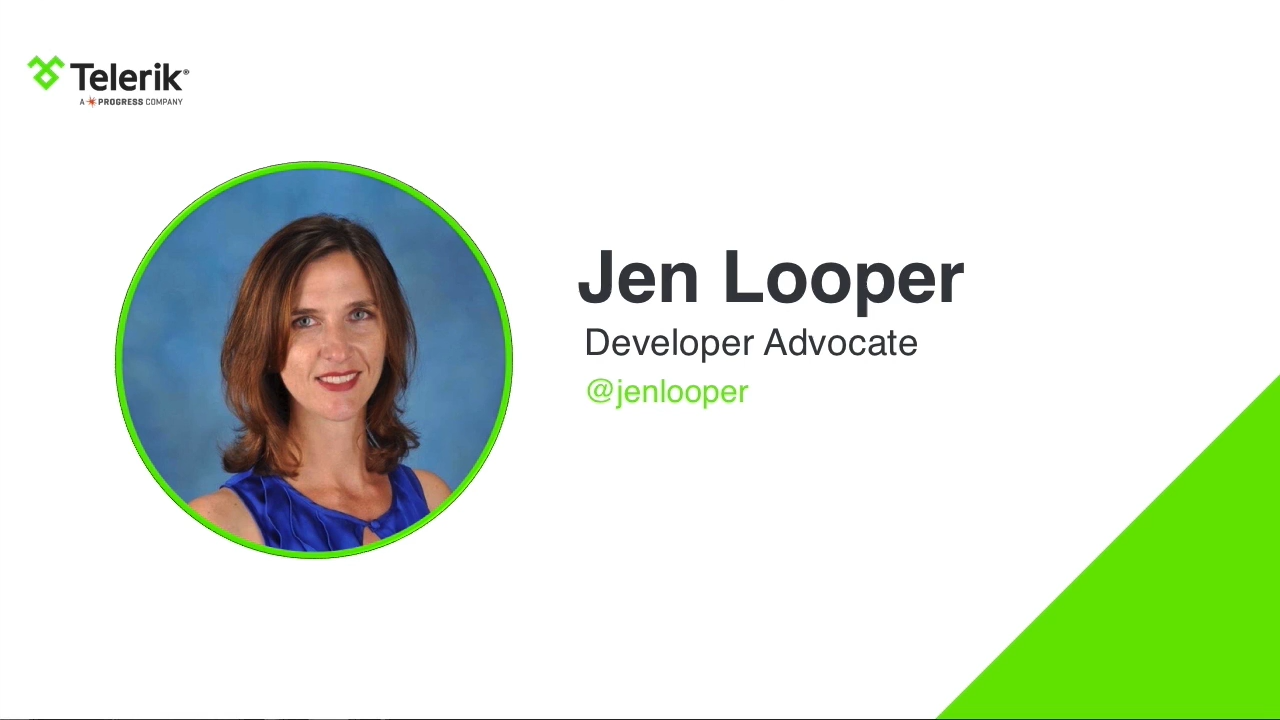 Telerik®
A PROGRESS COMPANY
Jen Looper
Developer Advocate
@jenlooper